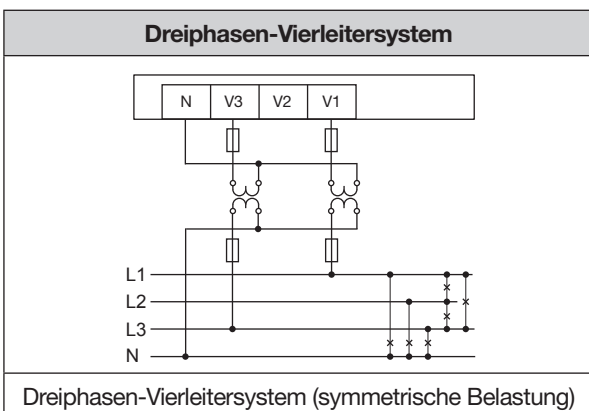 Dreiphasen-Vierleitersystem
N V3 V2 V1
L1
L2
L3
N
Dreiphasen-Vierleitersystem (symmetrische Belastung)